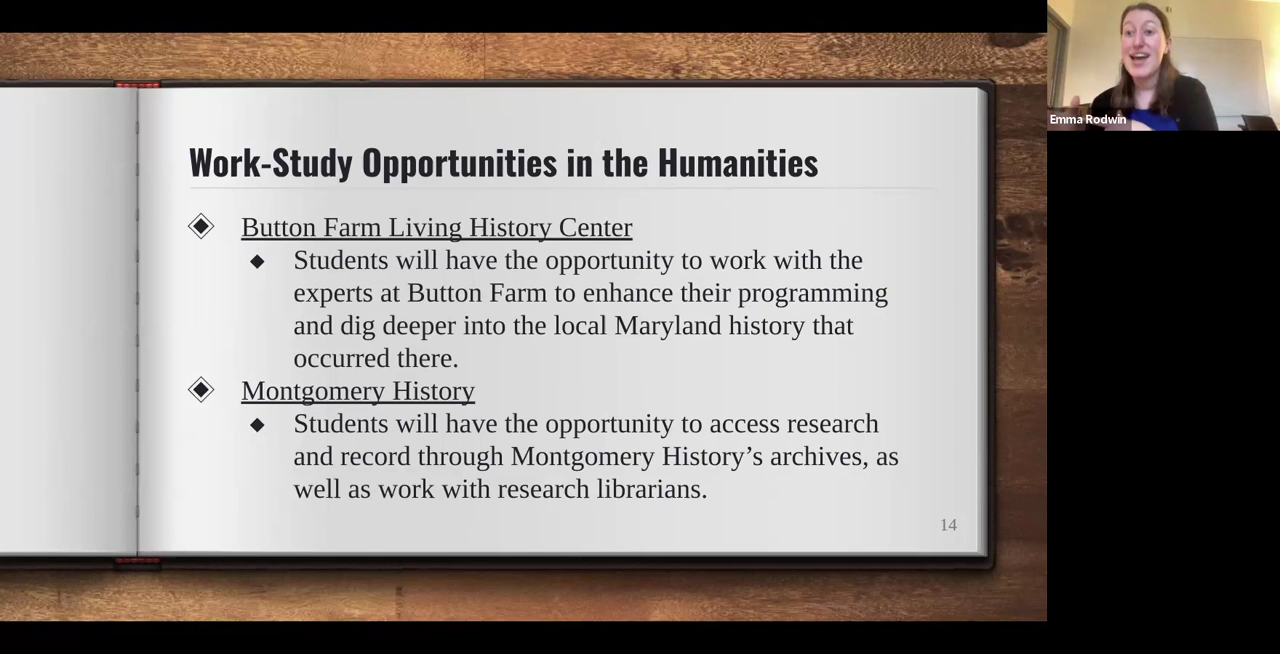 Work-Study Opportunities in the Humanities
Button Farm Living History Center
Students will have the opportunity to work with the
experts at Button Farm to enhance their programming
and dig deeper into the local Maryland history that
occurred there.
Montgomery History
Students will have the opportunity to access research
and record through Montgomery History’s archives, as
well as work with research librarians.
14
Emma Rodwin